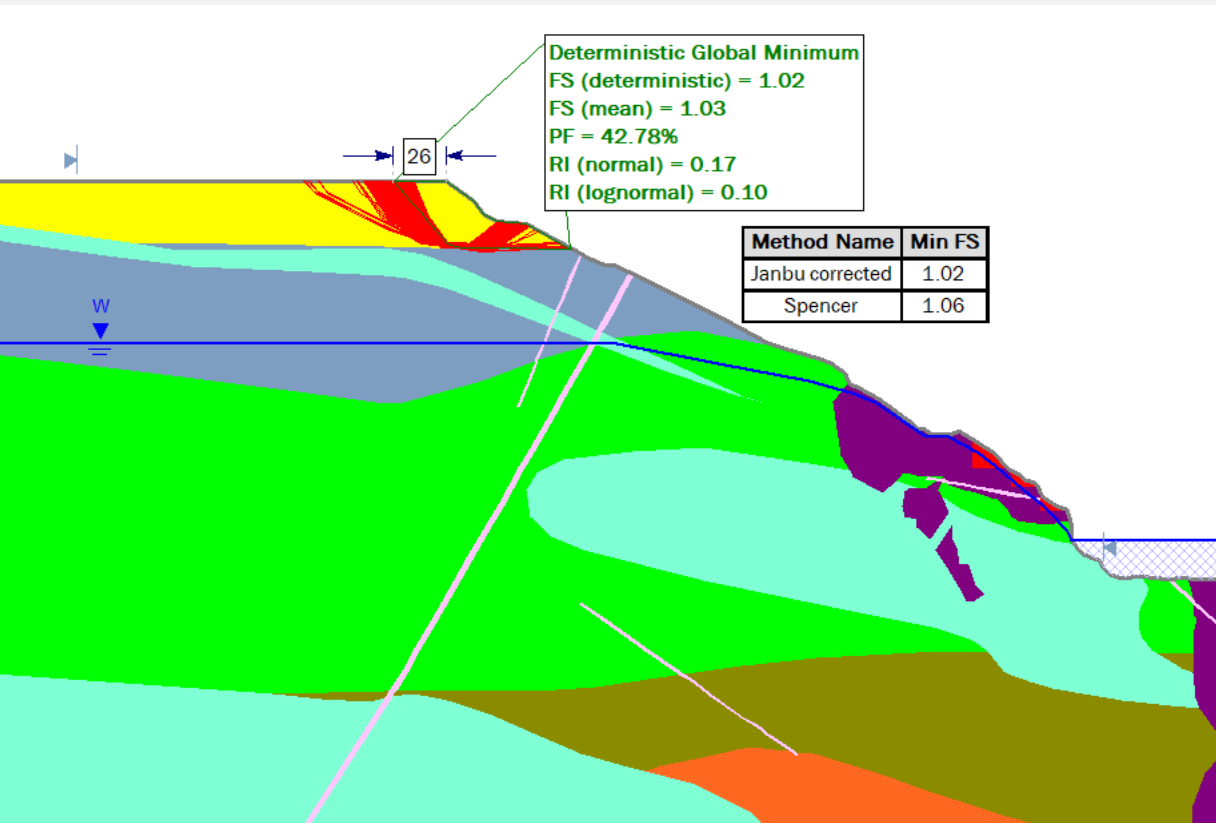 Deterministic Global Minimum
FS (deterministic) = 1.02
FS (mean) = 1.03
PF = 42.78%
RI (normal) = 0.17
RI (lognormal) = 0.10
26
Method Name Min FS
Janbu corrected 1.02
Spencer 1.06
W